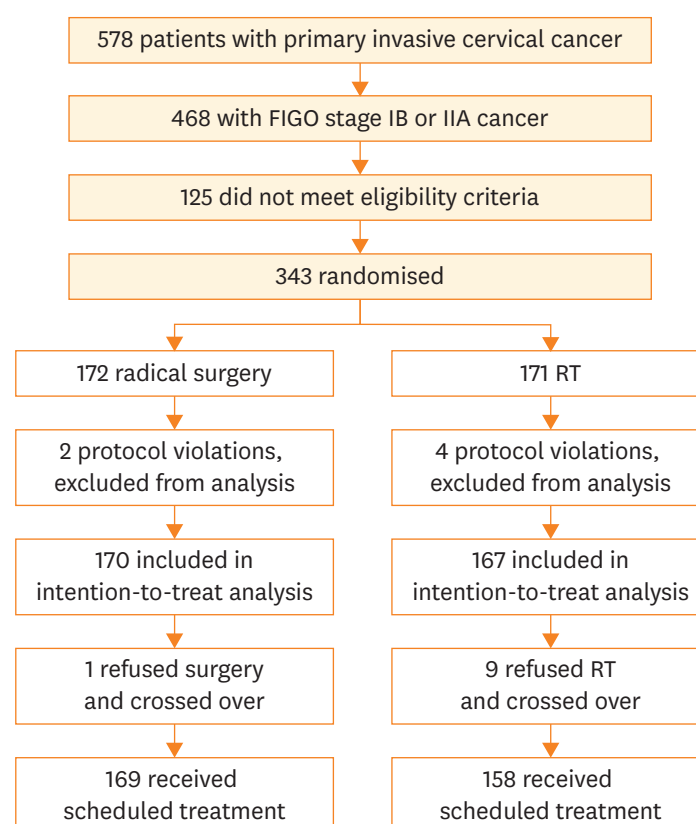 578 patients with primary invasive cervical cancer
468 with FIGO stage IB or IIA cancer
125 did not meet eligibility criteria
343 randomised
172 radical surgery
171 RT
2 protocol violations,
excluded from analysis
4 protocol violations,
excluded from analysis
170 included in
intention-to-treat analysis
167 included in
intention-to-treat analysis
1 refused surgery
and crossed over
9 refused RT
and crossed over
169 received
scheduled treatment
158 received
scheduled treatment